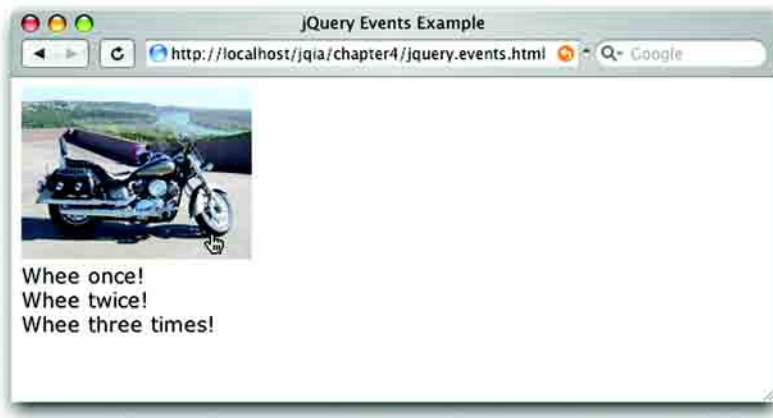 jQuery Events Example
http://localhost/jqia/chapter4/jquery.events.html
Google
Whee once!
Whee twice!
Whee three times!